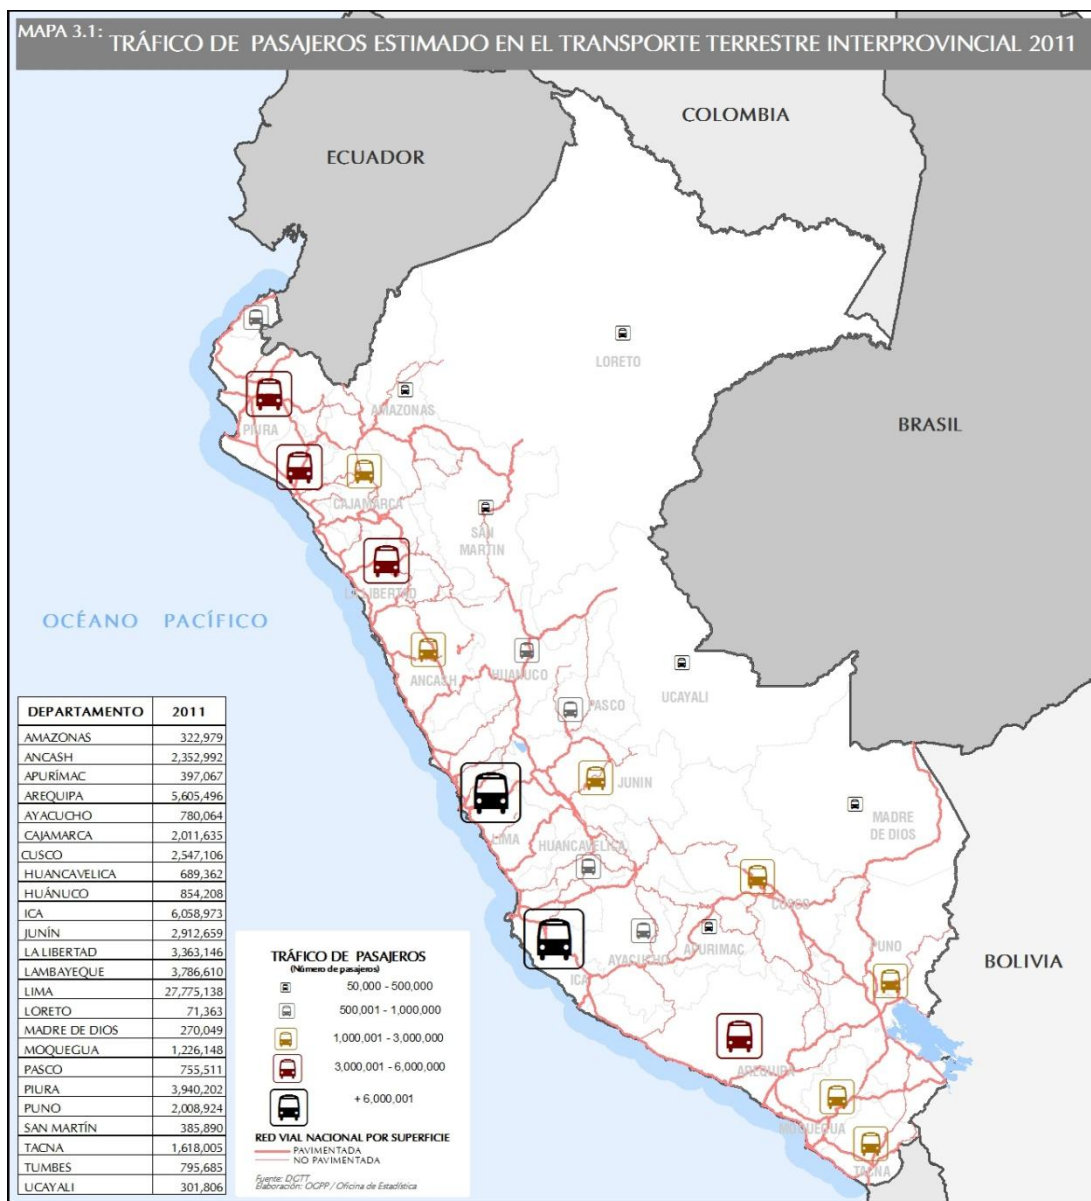 MAPA 3.1: TRÁFICO DE PASAJEROS ESTIMADO EN EL TRANSPORTE TERRESTRE INTERPROVINCIAL 2011
COLOMBIA
ECUADOR
LORETO
AMAZONAS
BRASIL
PIURA
CAJAMARCA
SAN
MARTIN
LA LIBERTAD
OCÉANO PACÍFICO
ANCASH
HUANUCO
UCAYALI
PASCO
JUNIN
MADRE
DE DIOS
LIMA
HUANCAVELICA
CUSCO
AYACUCHO
APURIMAC
PUNO
ICA
BOLIVIA
AREQUIPA
MOQUEGUA
TACNA
DEPARTAMENTO 2011
AMAZONAS 322,979
ANCASH 2,352,992
APURÍMAC 397,067
AREQUIPA 5,605,496
AYACUCHO 780,064
CAJAMARCA 2,011,635
CUSCO 2,547,106
HUANCAVELICA 689,362
HUÁNUCO 854,208
ICA 6,058,973
JUNÍN 2,912,659
LA LIBERTAD 3,363,146
LAMBAYEQUE 3,786,610
LIMA 27,775,138
LORETO 71,363
MADRE DE DIOS 270,049
MOQUEGUA 1,226,148
PASCO 755,511
PIURA 3,940,202
PUNO 2,008,924
SAN MARTÍN 385,890
TACNA 1,618,005
TUMBES 795,685
UCAYALI 301,806
TRÁFICO DE PASAJEROS
(Número de pasajeros)
50,000 - 500,000
500,001 - 1,000,000
1,000,001 - 3,000,000
3,000,001 - 6,000,000
+ 6,000,001
RED VIAL NACIONAL POR SUPERFICIE
PAVIMENTADA
NO PAVIMENTADA
Fuente: DGTT
Elaboración: OGPP / Oficina de Estadística